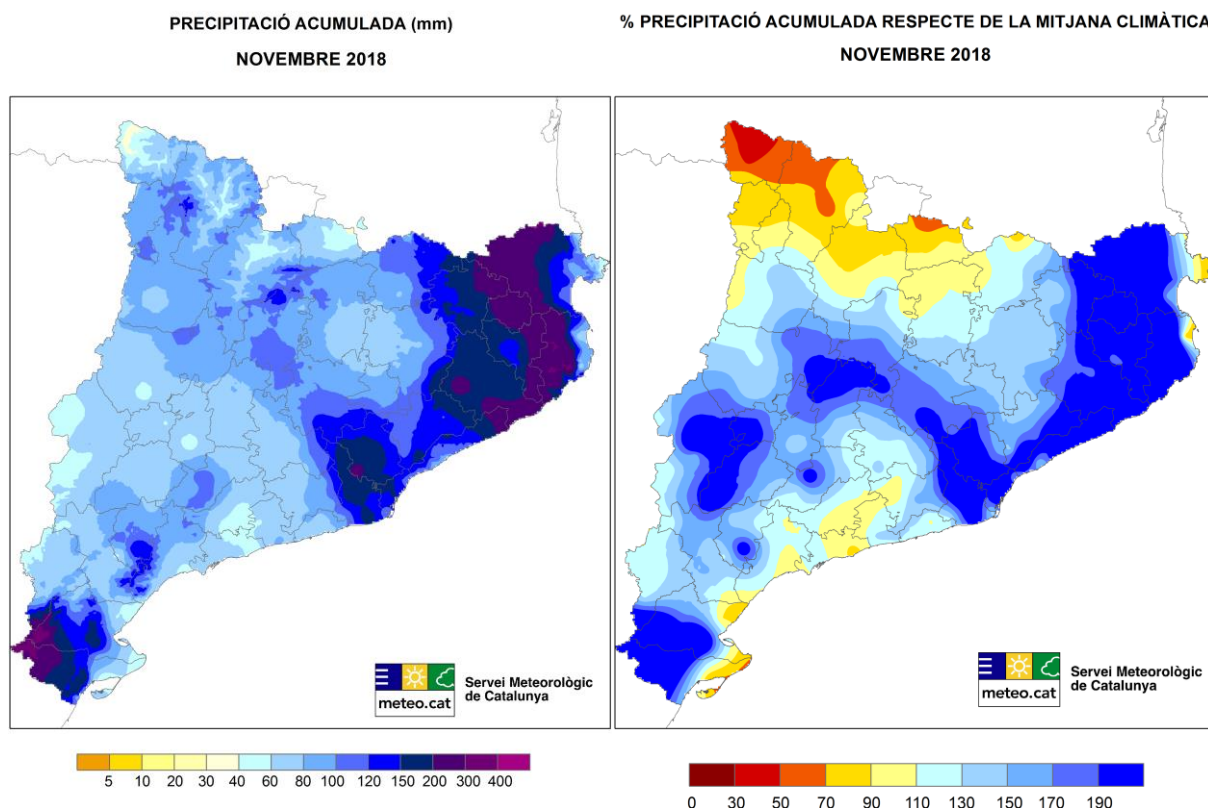 PRECIPITACIÓ ACUMULADA (mm)
NOVEMBRE 2018
% PRECIPITACIÓ ACUMULADA RESPECTE DE LA MITJANA CLIMÀTICA
NOVEMBRE 2018
meteo.cat
Servei Meteorològic
de Catalunya
meteo.cat
Servei Meteorològic
de Catalunya
5 10 20 30 40 60 80 100 120 150 200 300 400
0 30 50 70 90 110 130 150 170 190